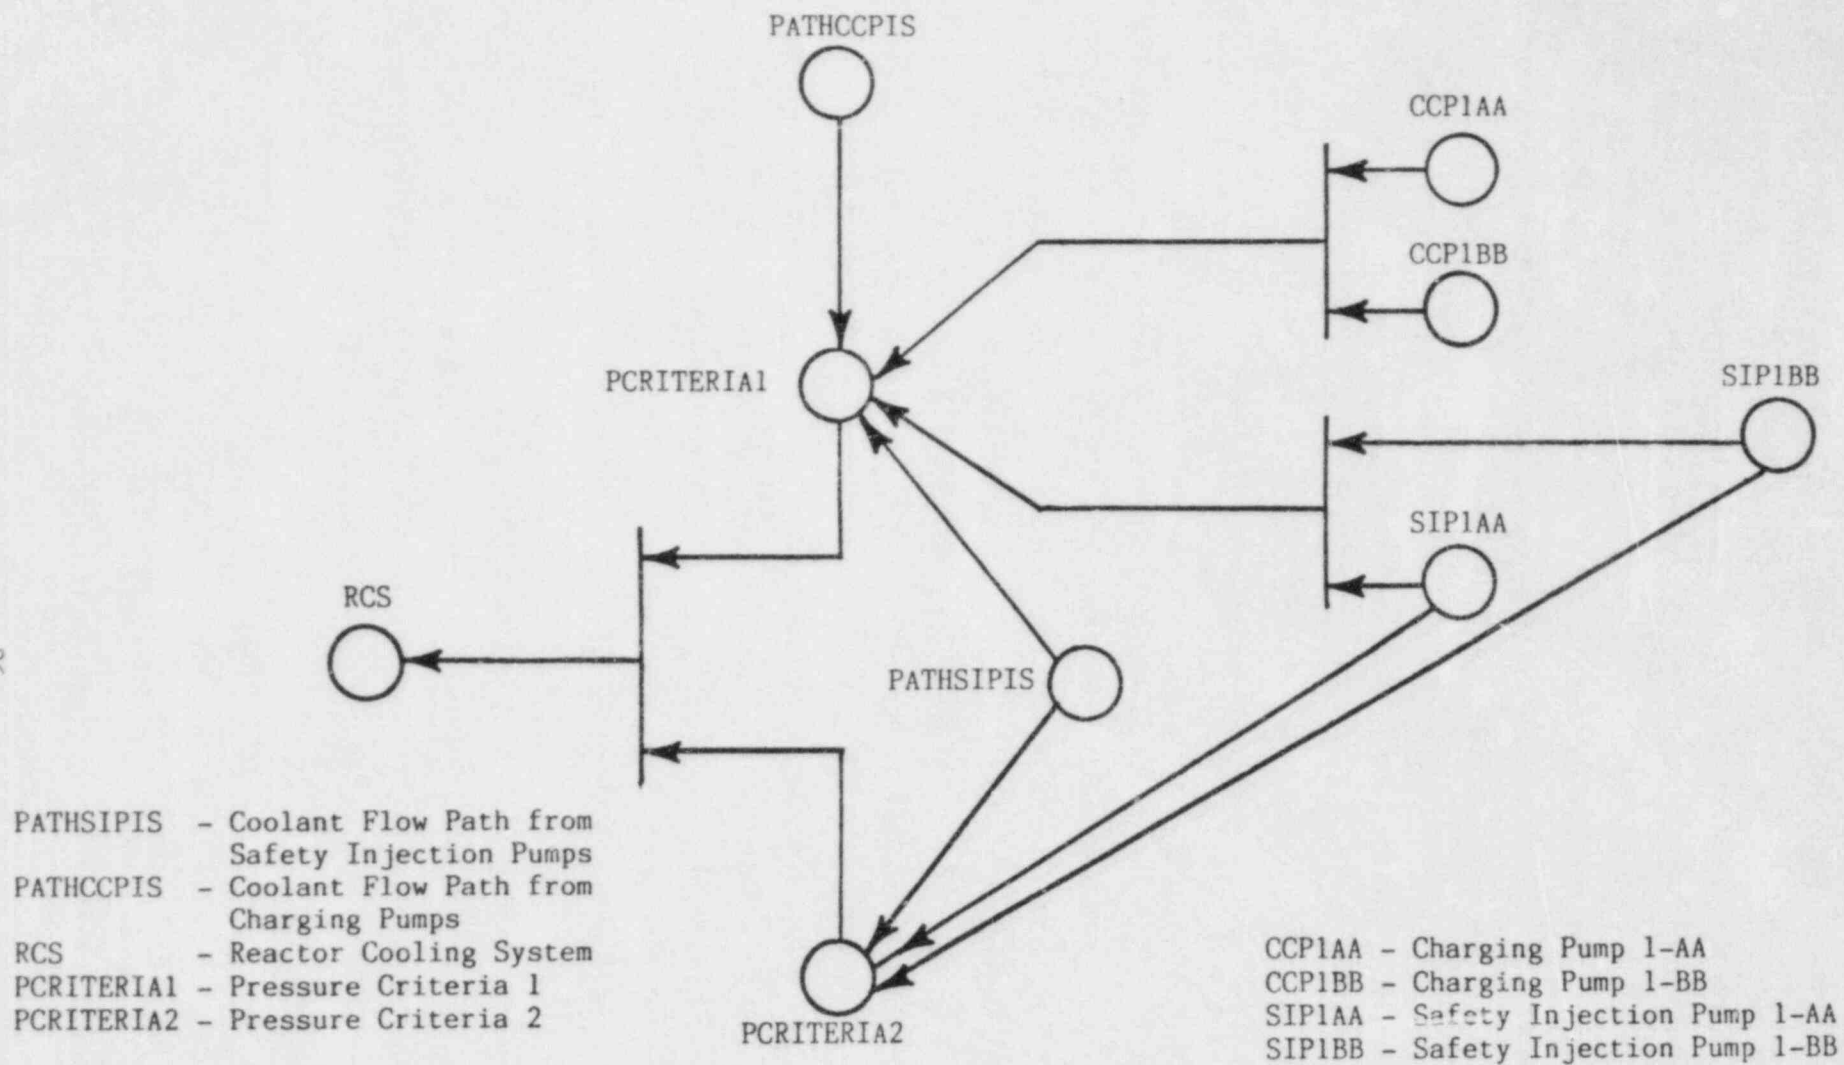 PATHCCPIS
CCP1AA
CCP1BB
PCRITERIA1
SIP1BB
SIP1AA
RCS
PATHSIPIS
PATHSIPIS - Coolant Flow Path from
Safety Injection Pumps
PATHCCPIS - Coolant Flow Path from
Charging Pumps
RCS - Reactor Cooling System
PCRITERIA1 - Pressure Criteria 1
PCRITERIA2 - Pressure Criteria 2
PCRITERIA2
CCP1AA - Charging Pump 1-AA
CCP1BB - Charging Pump 1-BB
SIP1AA - Safety Injection Pump 1-AA
SIP1BB - Safety Injection Pump 1-BB